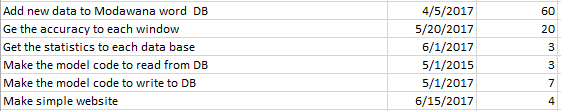 Add new data to Modawana word  DB 4/5/2017 60
Ge the accuracy to each window 5/20/2017 20
Get the statistics to each data base 6/1/2017 3
Make the model code to read from DB 5/1/2015 3
Make the model code to write to DB 5/1/2017 7
Make simple website 6/15/2017 4